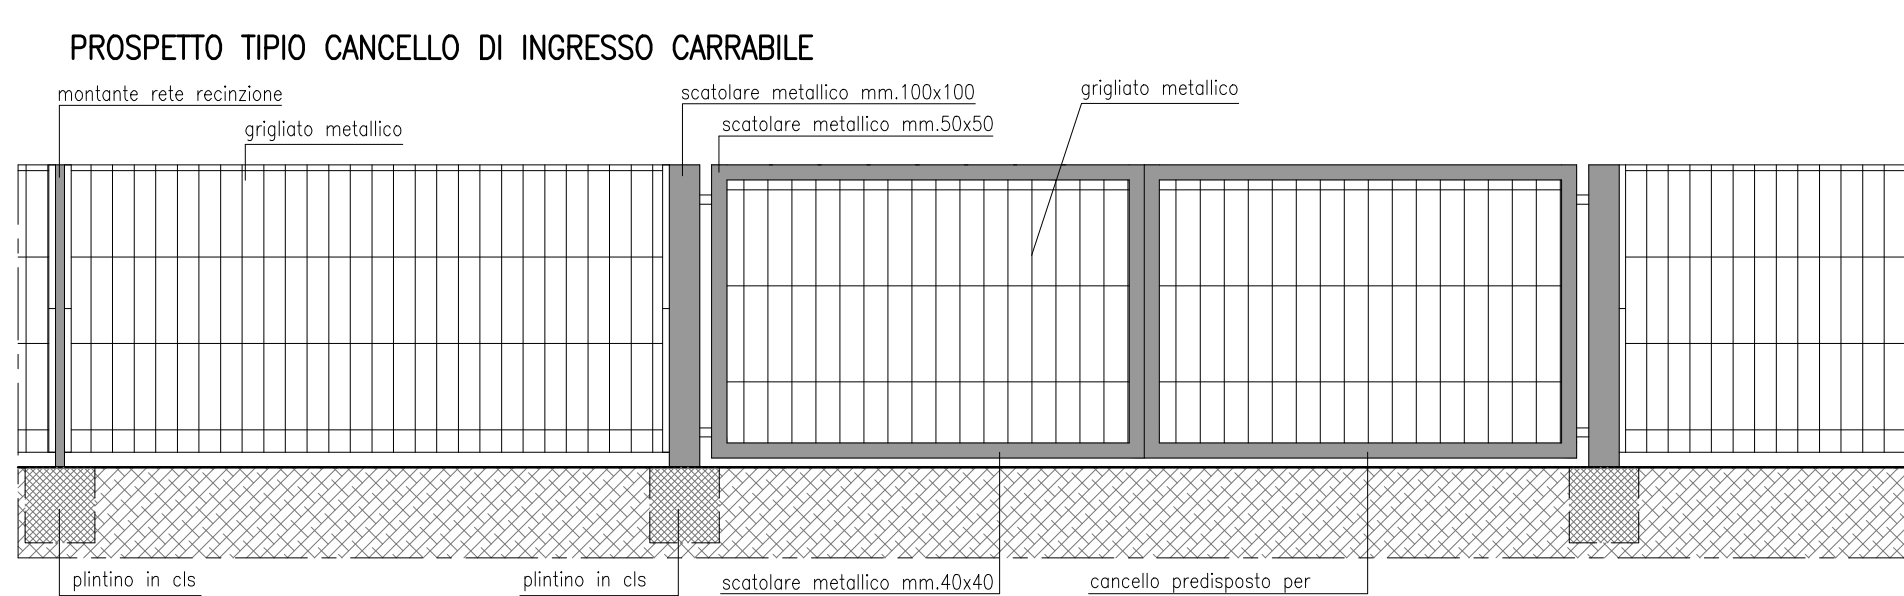 PROSPETTO TIPIO CANCELLO DI INGRESSO CARRABILE
montante rete recinzione
grigliato metallico
scatolare metallico mm.100x100
scatolare metallico mm.50x50
grigliato metallico
plintino in cls
plintino in cls
scatolare metallico mm.40x40
cancello predisposto per